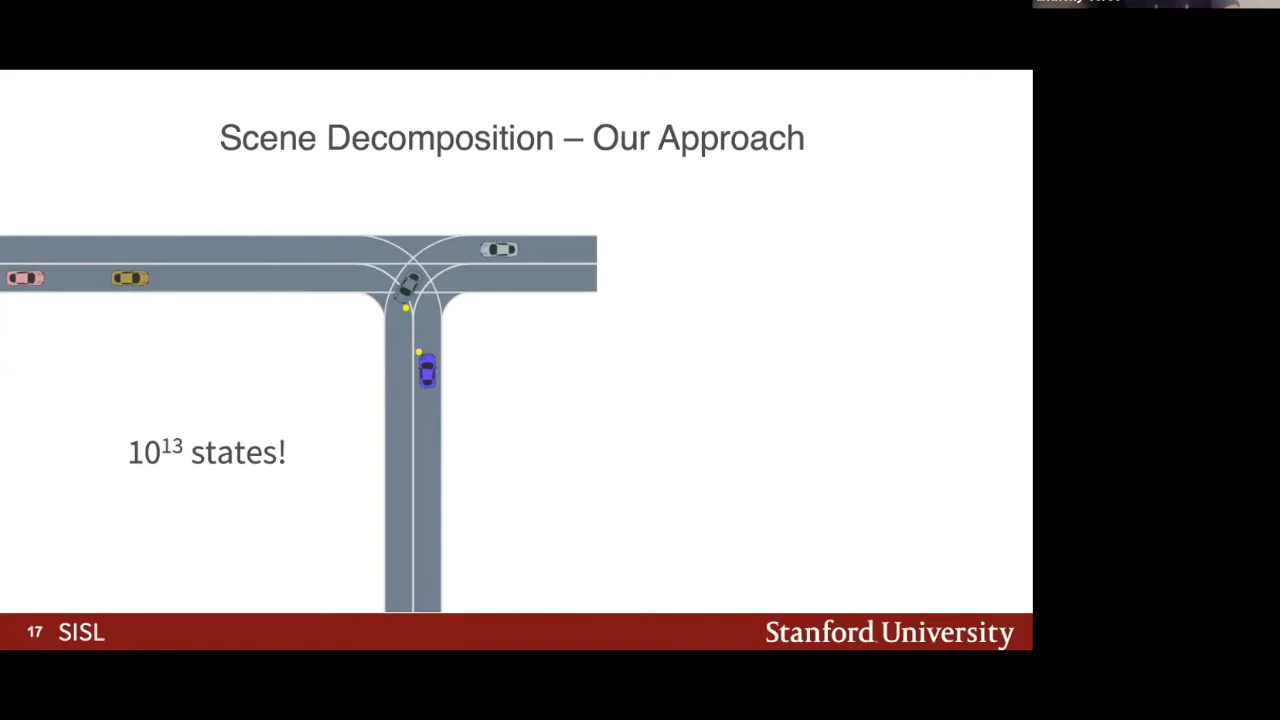 Scene Decomposition – Our Approach
10¹³ states!
17 SISL
Stanford University